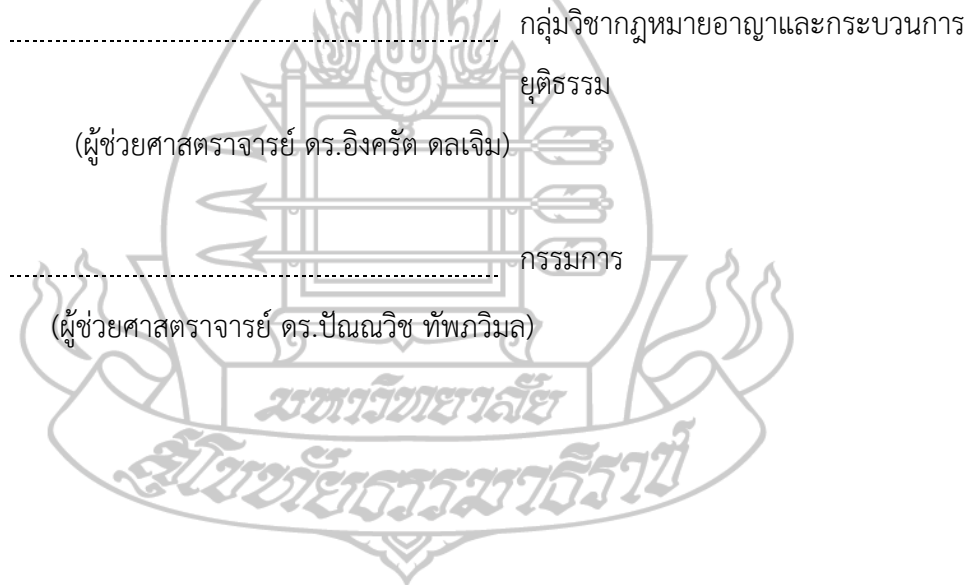 กลุ่มวิชากฎหมายอาญาและกระบวนการ
ยุติธรรม
(ผู้ช่วยศาสตราจารย์ ดร.อิงครัต ดลเจิม)
กรรมการ
(ผู้ช่วยศาสตราจารย์ ดร.ปัณณวิช ทัพภวิมล)
มหาวิทยาลัย
สุโขทัยธรรมาธิราช